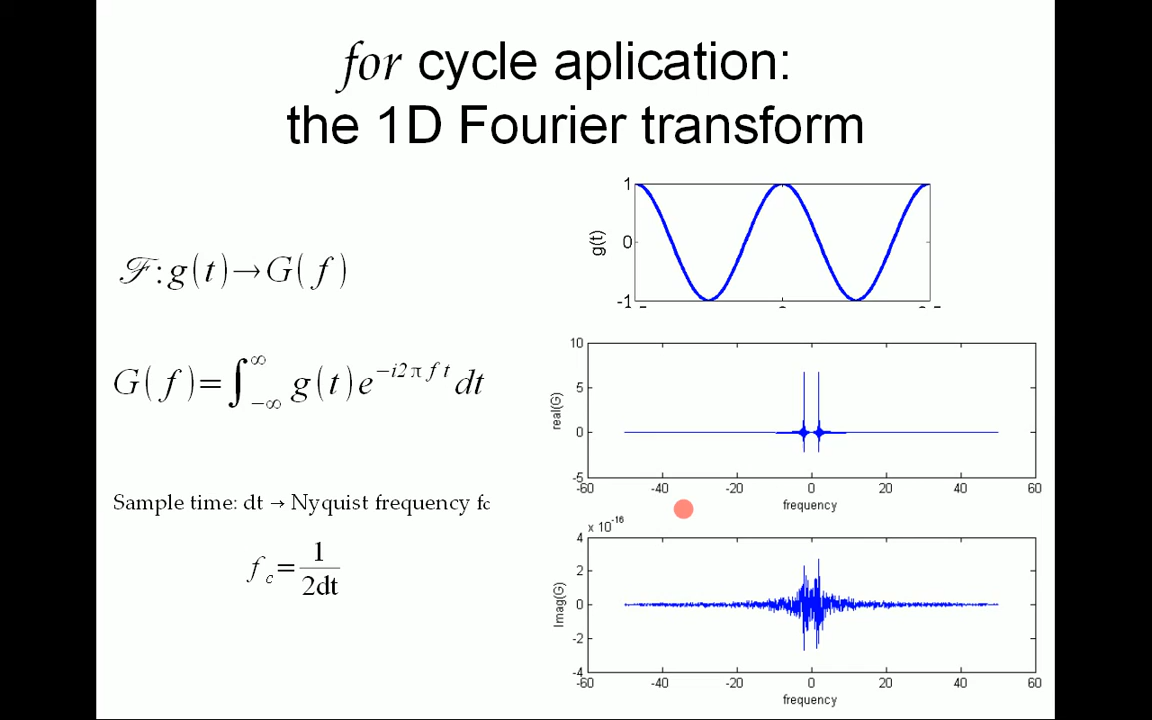 for cycle aplication:
the 1D Fourier transform
ℱ: g(t)→G(f)
G(f)=∫_{-∞}^{∞} g(t)e^{-i2πft}dt
Sample time: dt → Nyquist frequency fc
f_c=1/2dt
1
0
-1
g(t)
10
5
0
-5
real(G)
-60 -40 -20 0 20 40 60
frequency
x 10^{-16}
4
2
0
-2
-4
Imag(G)
-60 -40 -20 0 20 40 60
frequency